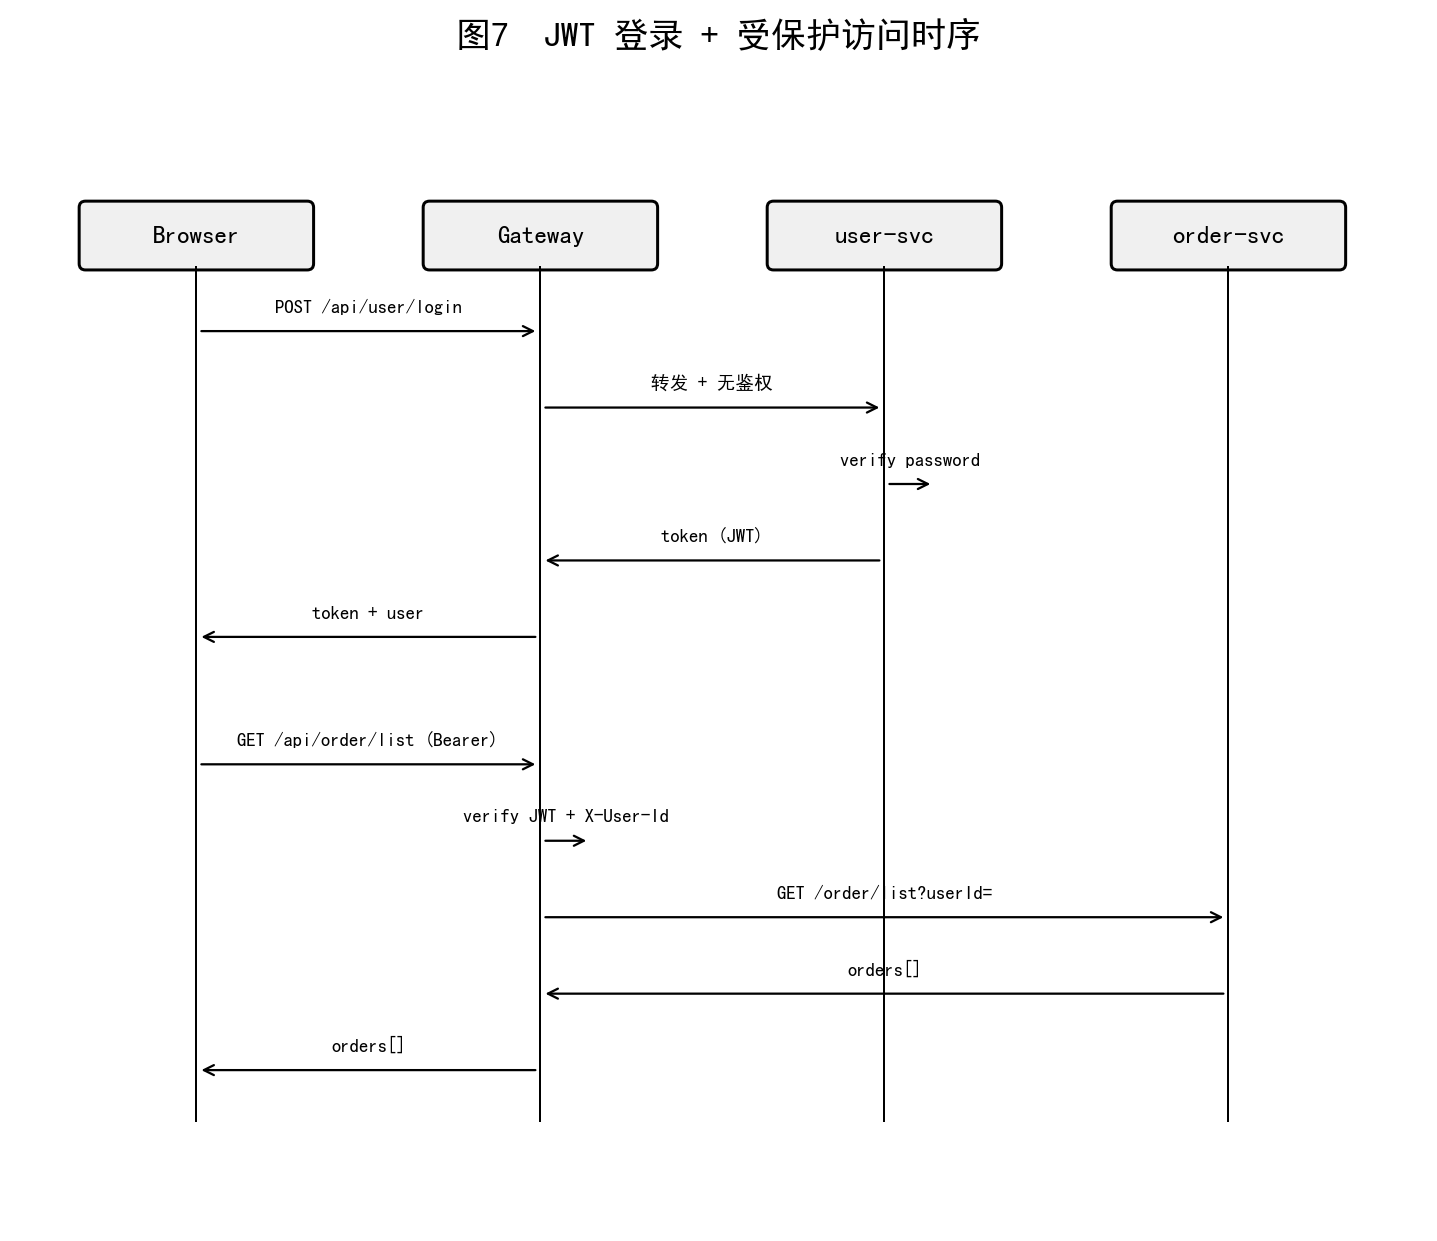 图7  JWT 登录 + 受保护访问时序
Browser
Gateway
user-svc
order-svc
POST /api/user/login
转发 + 无鉴权
verify password
token (JWT)
token + user
GET /api/order/list (Bearer)
verify JWT + X-User-Id
GET /order/list?userId=
orders[]
orders[]